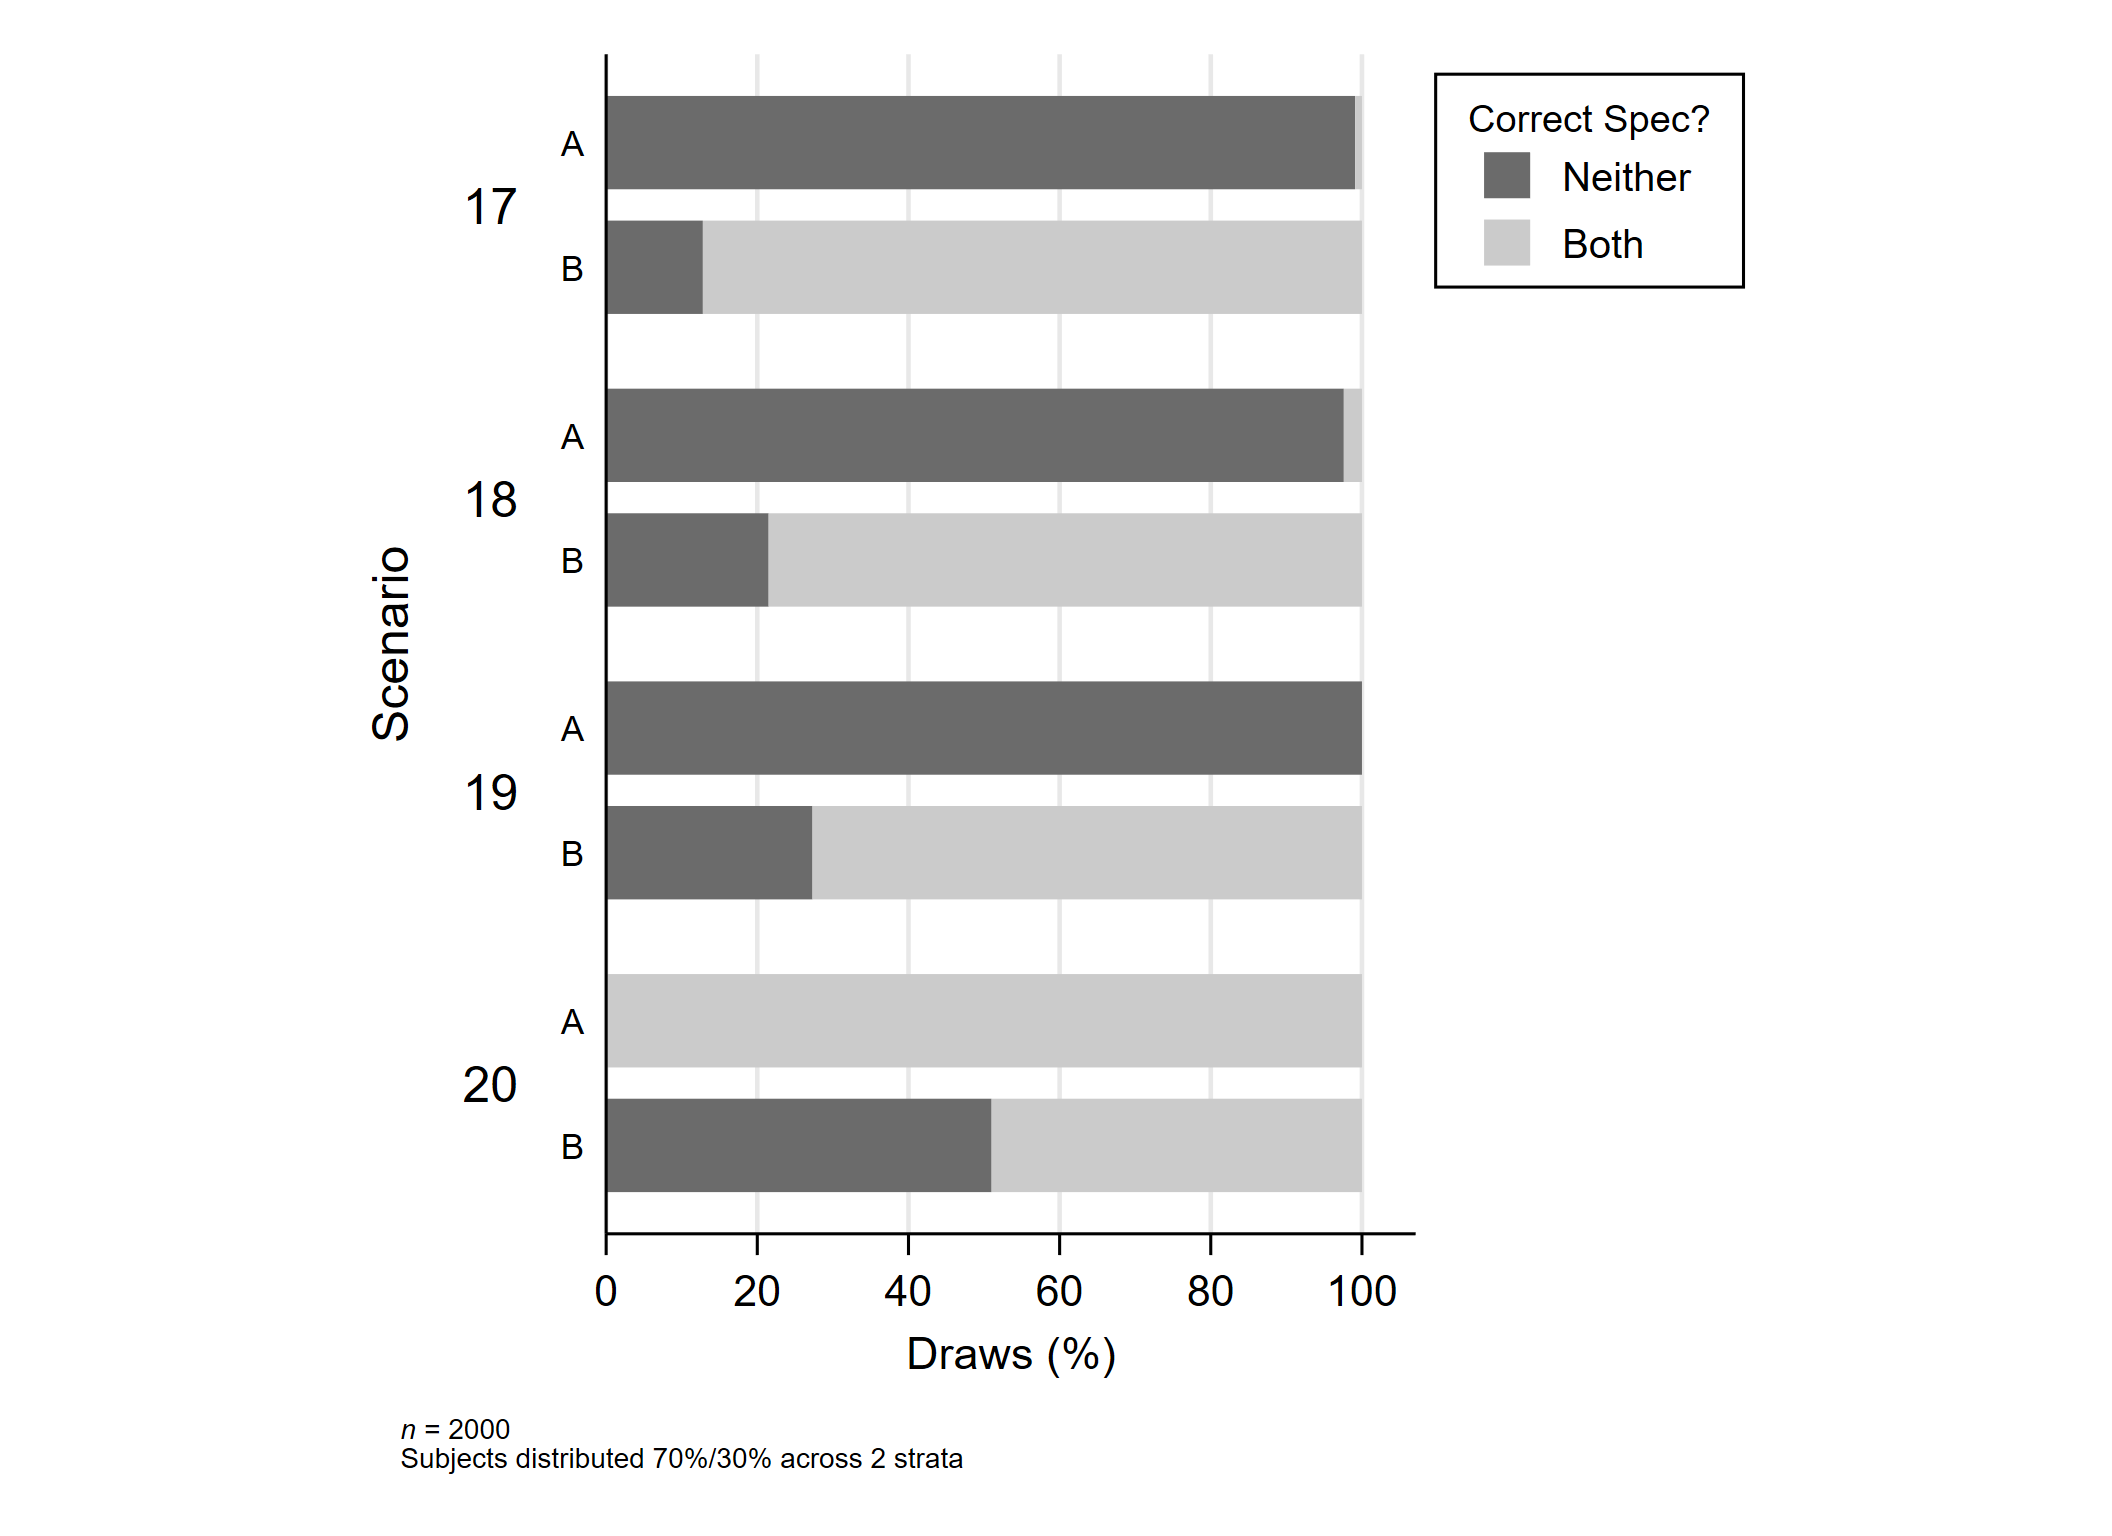 Correct Spec?
Neither
Both
Scenario
17
A
B
18
A
B
19
A
B
20
A
B
0 20 40 60 80 100
Draws (%)
n = 2000
Subjects distributed 70%/30% across 2 strata